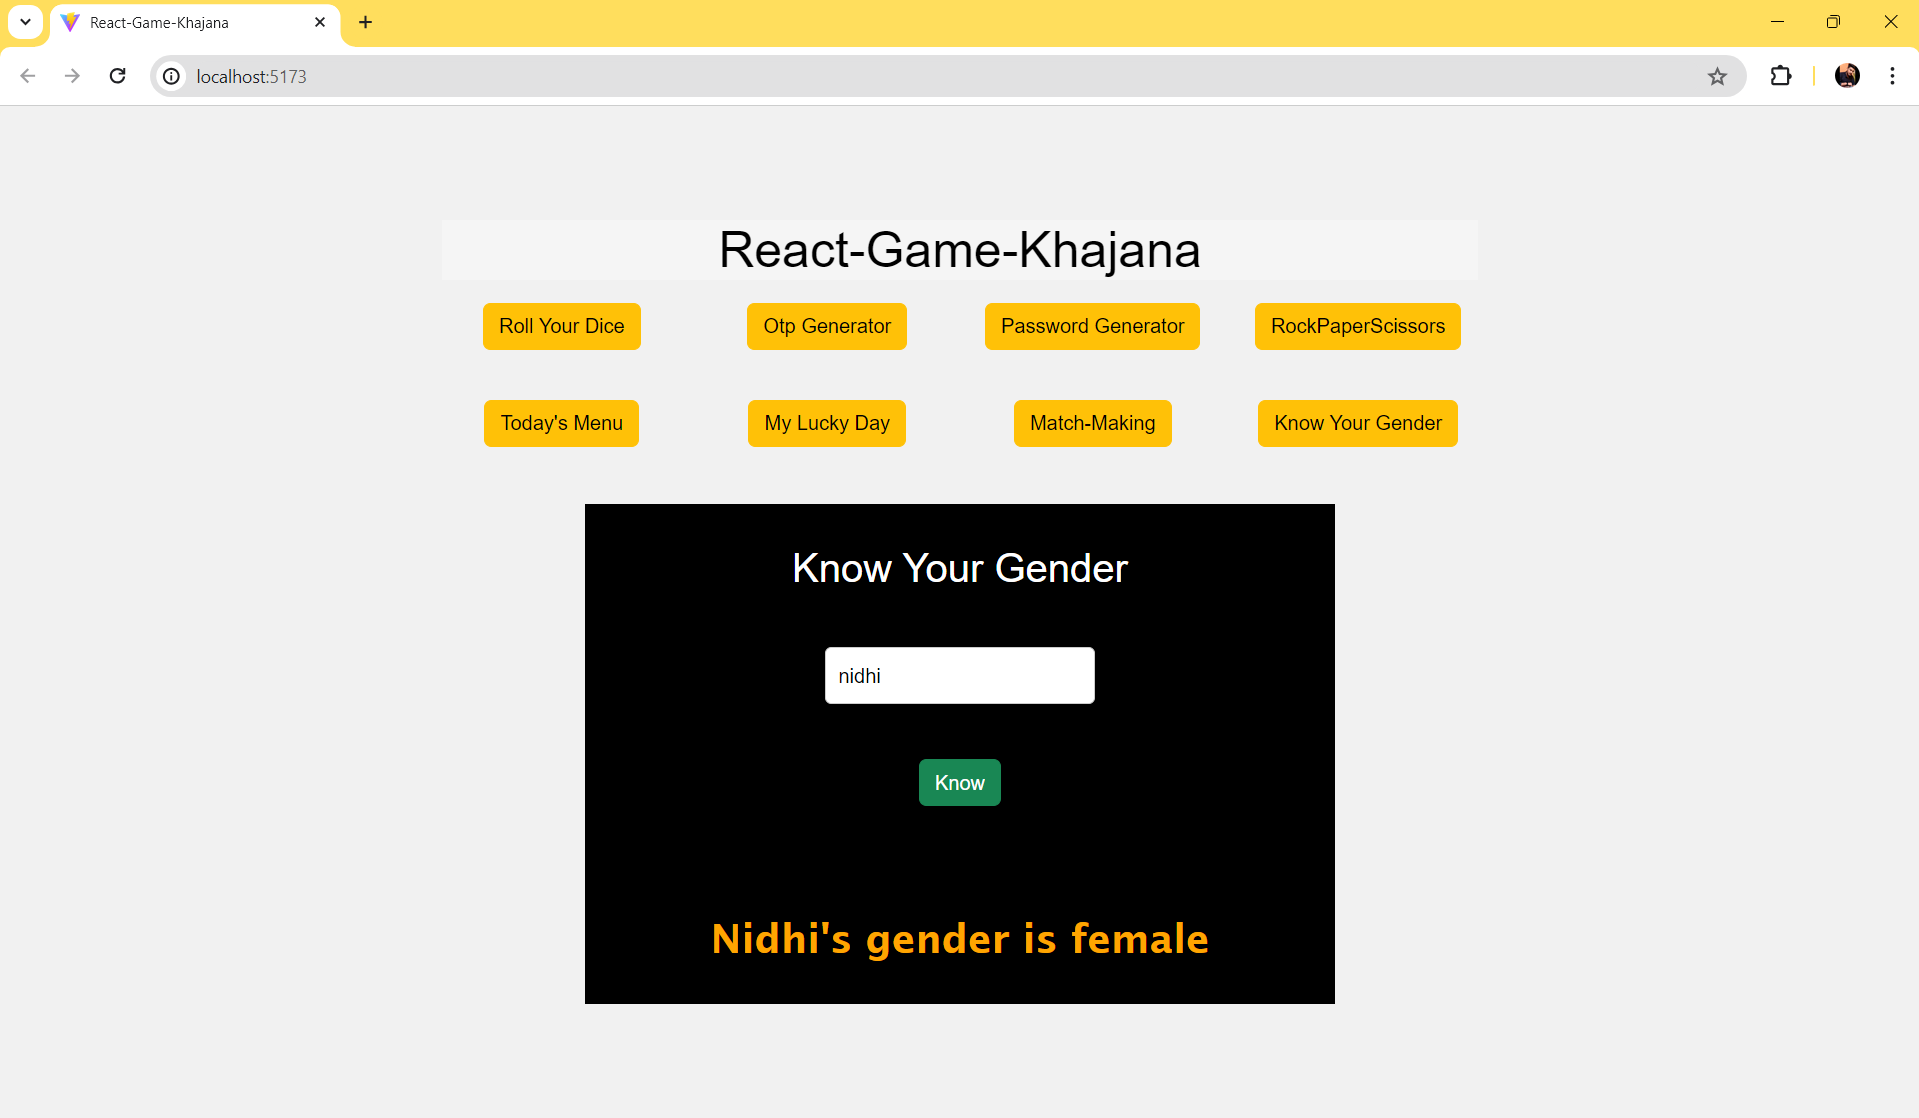 React-Game-Khajana
localhost:5173
React-Game-Khajana
Roll Your Dice Otp Generator Password Generator RockPaperScissors
Today's Menu My Lucky Day Match-Making Know Your Gender
Know Your Gender
nidhi
Know
Nidhi's gender is female